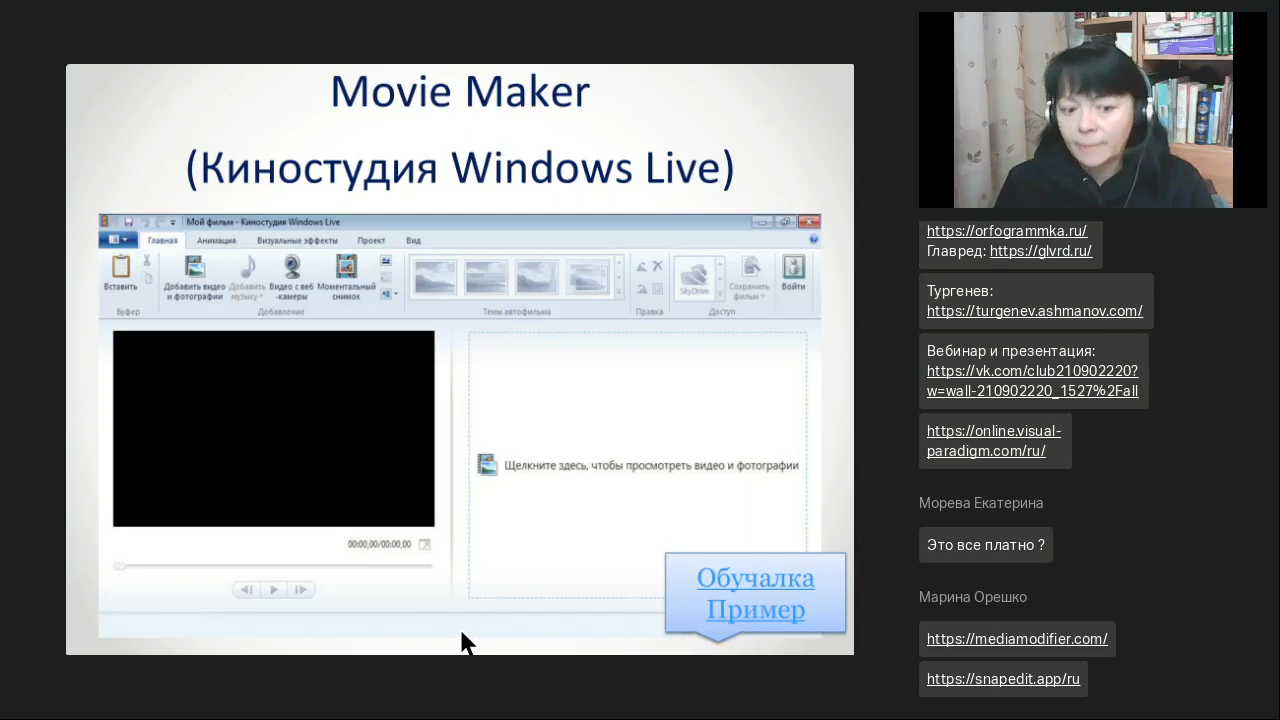 Movie Maker
(Киностудия Windows Live)
Мой фильм - Киностудия Windows Live
Главная
Анимация
Визуальные эффекты
Проект
Вид
Вставить
Добавить видео
и фотографии
Добавить
музыку
Видео с веб
-камеры
Моментальный
снимок
SkyDrive
Сохранить
фильм
Войти
Буфер
Добавление
Темы автофильма
Правка
Доступ
Щелкните здесь, чтобы просмотреть видео и фотографии
00:00,00/00:00,00
Обучалка
Пример
https://orfogrammka.ru/
Главред: https://glvrd.ru/
Тургенев:
https://turgenev.ashmanov.com/
Вебинар и презентация:
https://vk.com/club210902220?
w=wall-210902220_1527%2Fall
https://online.visual-
paradigm.com/ru/
Морева Екатерина
Это все платно ?
Марина Орешко
https://mediamodifier.com/
https://snapedit.app/ru